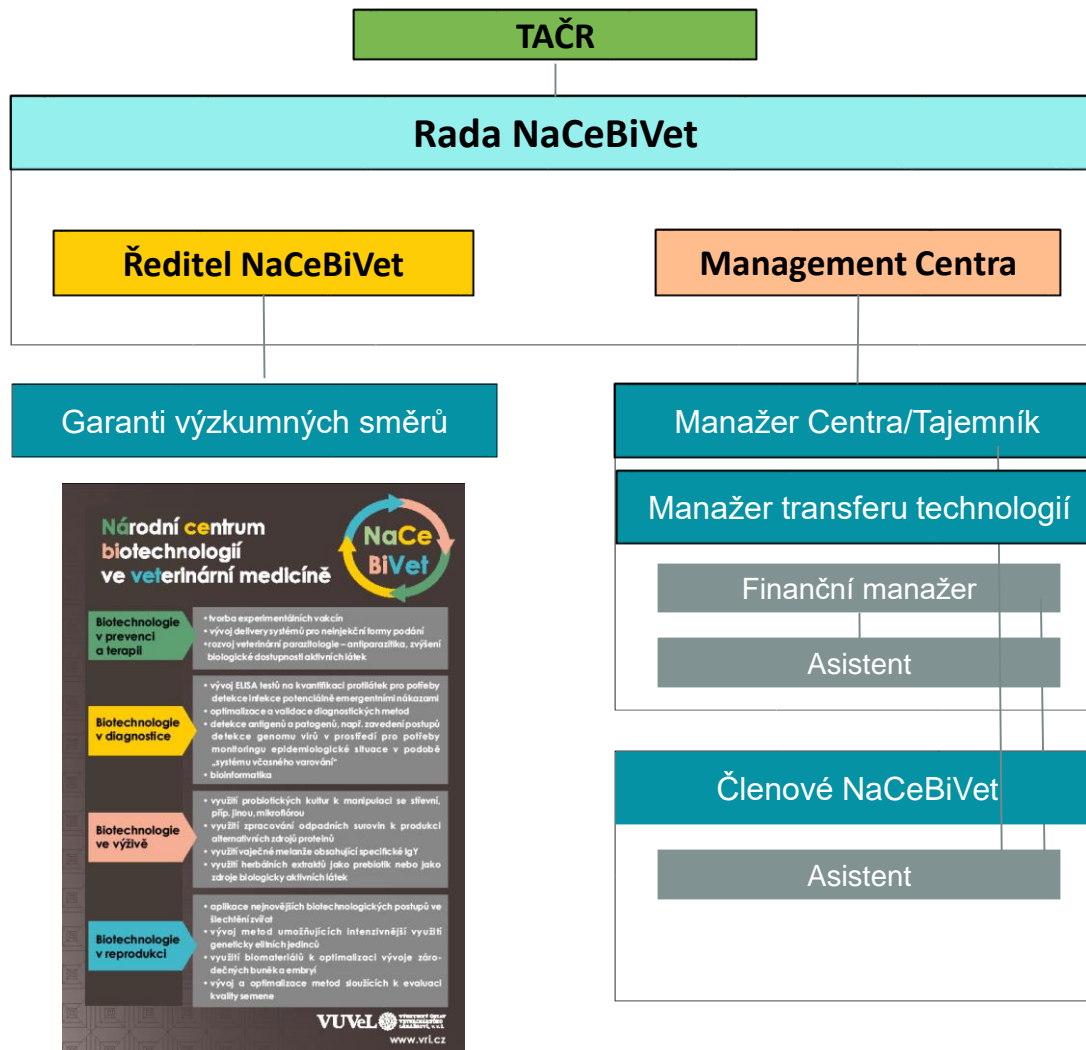 TAČR
Rada NaCeBiVet
Ředitel NaCeBiVet
Management Centra
Garanti výzkumných směrů
Manažer Centra/Tajemník
Manažer transferu technologií
Finanční manažer
Asistent
Členové NaCeBiVet
Asistent
Národní centrum
biotechnologií
ve veterinární medicíně
NaCe
BiVet
Biotechnologie
v prevenci
a terapii
• tvorba experimentálních vakcín
• vývoj delivery systémů pro neinjekční formy podání
• rozvoj veterinární parazitologie – antiparazitika, zvýšení
biologické dostupnosti aktivních látek
Biotechnologie
v diagnostice
• vývoj ELISA testů na kvantifikaci protilátek pro potřeby
detekce infekce potenciálně emergentními nákazami
• optimalizace a validace diagnostických metod
• detekce antigenů a patogenů, např. zavedení postupů
detekce genomu virů v prostředí pro potřeby
monitoringu epidemiologické situace v podobě
„systému včasného varování“
• bioinformatika
Biotechnologie
ve výživě
• využití probiotických kultur k manipulaci se střevní,
příp. jinou, mikroflórou
• využití zpracování odpadních surovin k produkci
alternativních zdrojů proteinů
• využití vaječné melanže obsahující specifické IgY
• využití herbálních extraktů jako prebiotik nebo jako
zdroje biologicky aktivních látek
Biotechnologie
v reprodukci
• aplikace nejnovějších biotechnologických postupů ve
šlechtění zvířat
• vývoj metod umožňujících intenzivnější využití
geneticky elitních jedinců
• využití biomateriálů k optimalizaci vývoje záro-
dečných buněk a embryí
• vývoj a optimalizace metod sloužících k evaluaci
kvality semene
VUVeL
VÝZKUMNÝ ÚSTAV
VETERINÁRNÍHO
LÉKAŘSTVÍ, v. v. i.
www.vri.cz